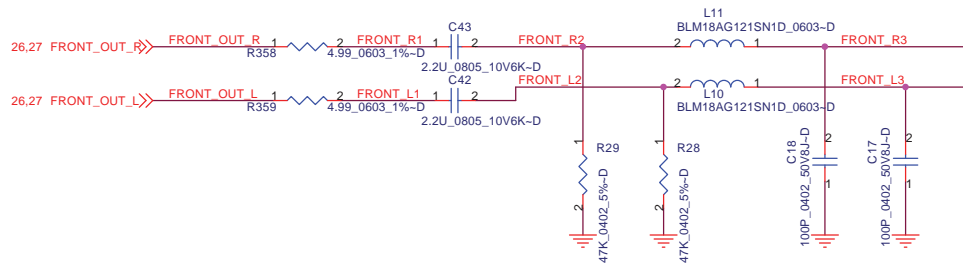 L11
BLM18AG121SN1D_0603~D
C43
26,27 FRONT_OUT_R
FRONT_OUT_R
1
R358
2
FRONT_R1
4.99_0603_1%~D
1
2
2.2U_0805_10V6K~D
FRONT_R2
2
1
FRONT_R3
C42
26,27 FRONT_OUT_L
FRONT_OUT_L
1
R359
2
FRONT_L1
4.99_0603_1%~D
1
2
2.2U_0805_10V6K~D
FRONT_L2
2
1
L10
BLM18AG121SN1D_0603~D
FRONT_L3
1
R29
2
47K_0402_5%~D
1
R28
2
47K_0402_5%~D
2
C18
1
100P_0402_50V8J~D
2
C17
1
100P_0402_50V8J~D